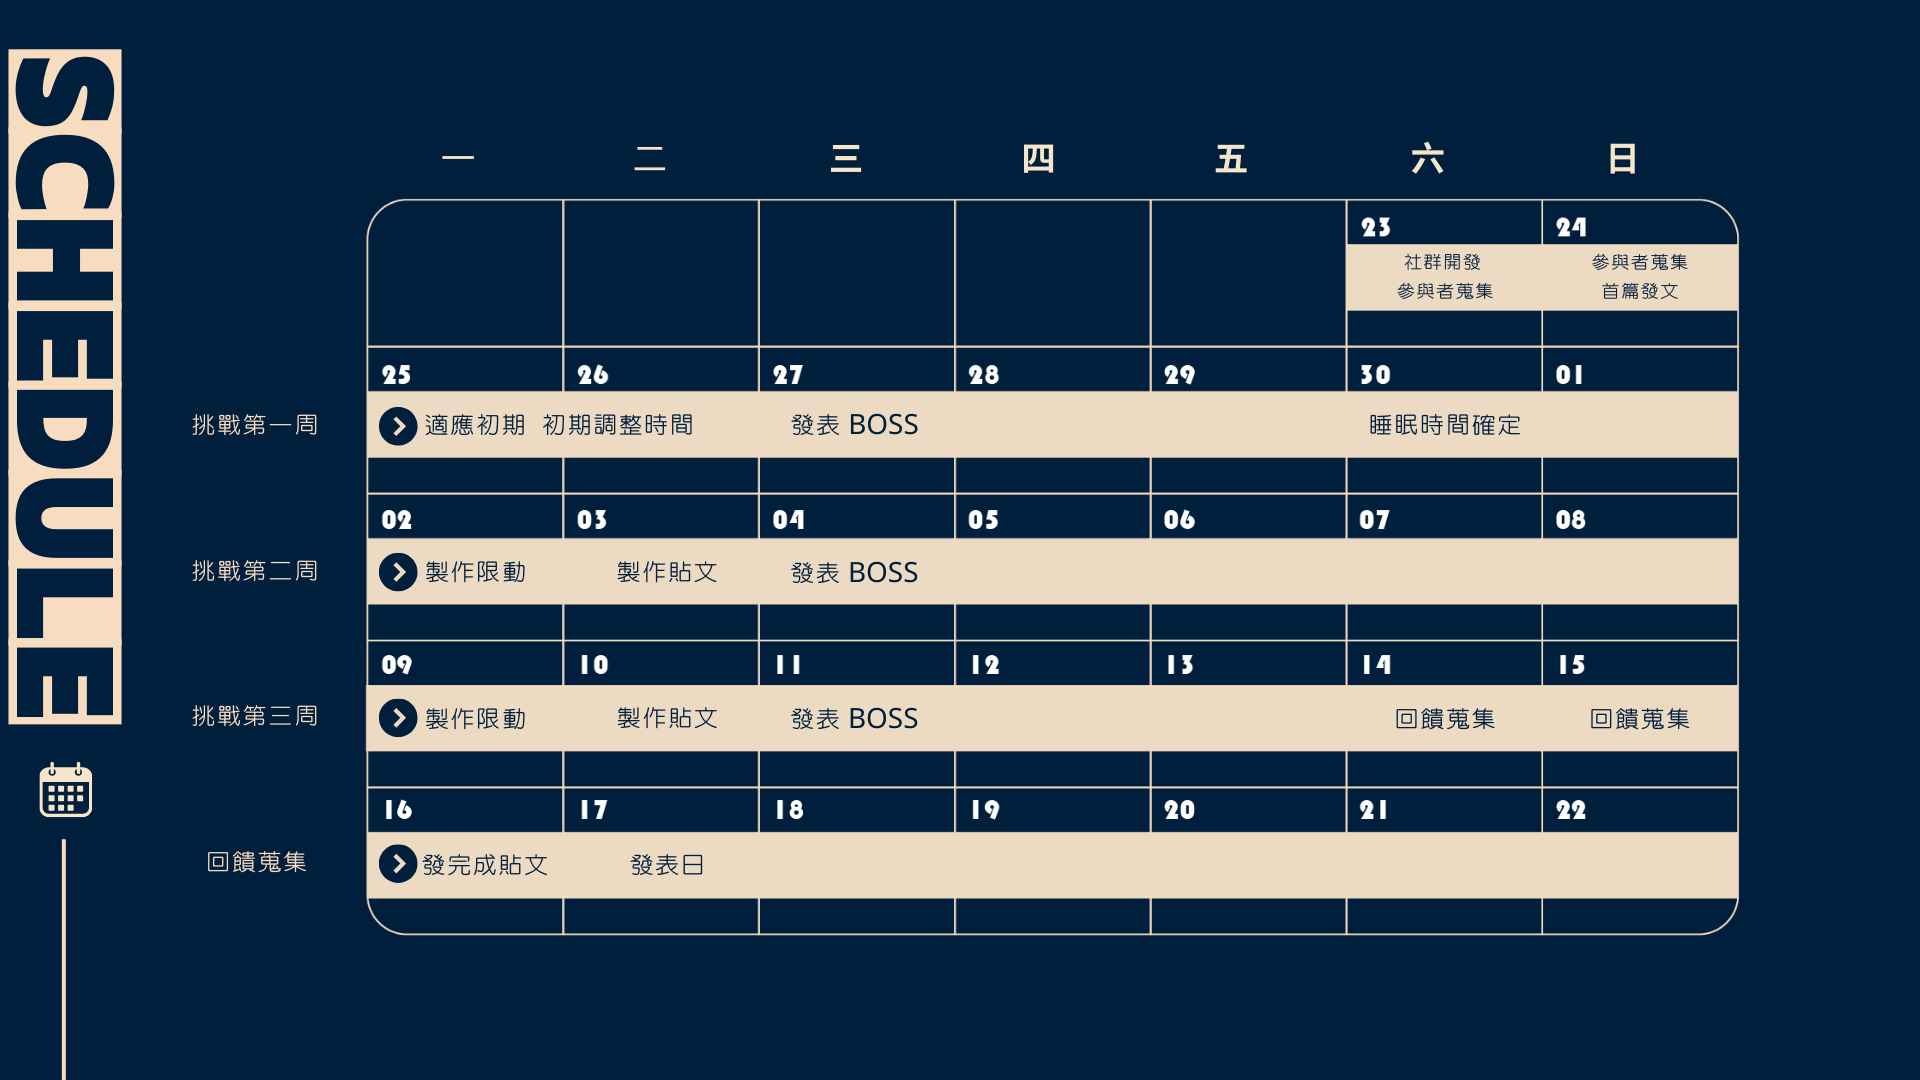 SCHEDULE
一 二 三 四 五 六 日
23 24
社群開發 參與者蒐集
參與者蒐集 首篇發文
25 26 27 28 29 30 01
挑戰第一周 適應初期 初期調整時間 發表 BOSS 睡眠時間確定
02 03 04 05 06 07 08
挑戰第二周 製作限動 製作貼文 發表 BOSS
09 10 11 12 13 14 15
挑戰第三周 製作限動 製作貼文 發表 BOSS 回饋蒐集 回饋蒐集
16 17 18 19 20 21 22
回饋蒐集 發完成貼文 發表日